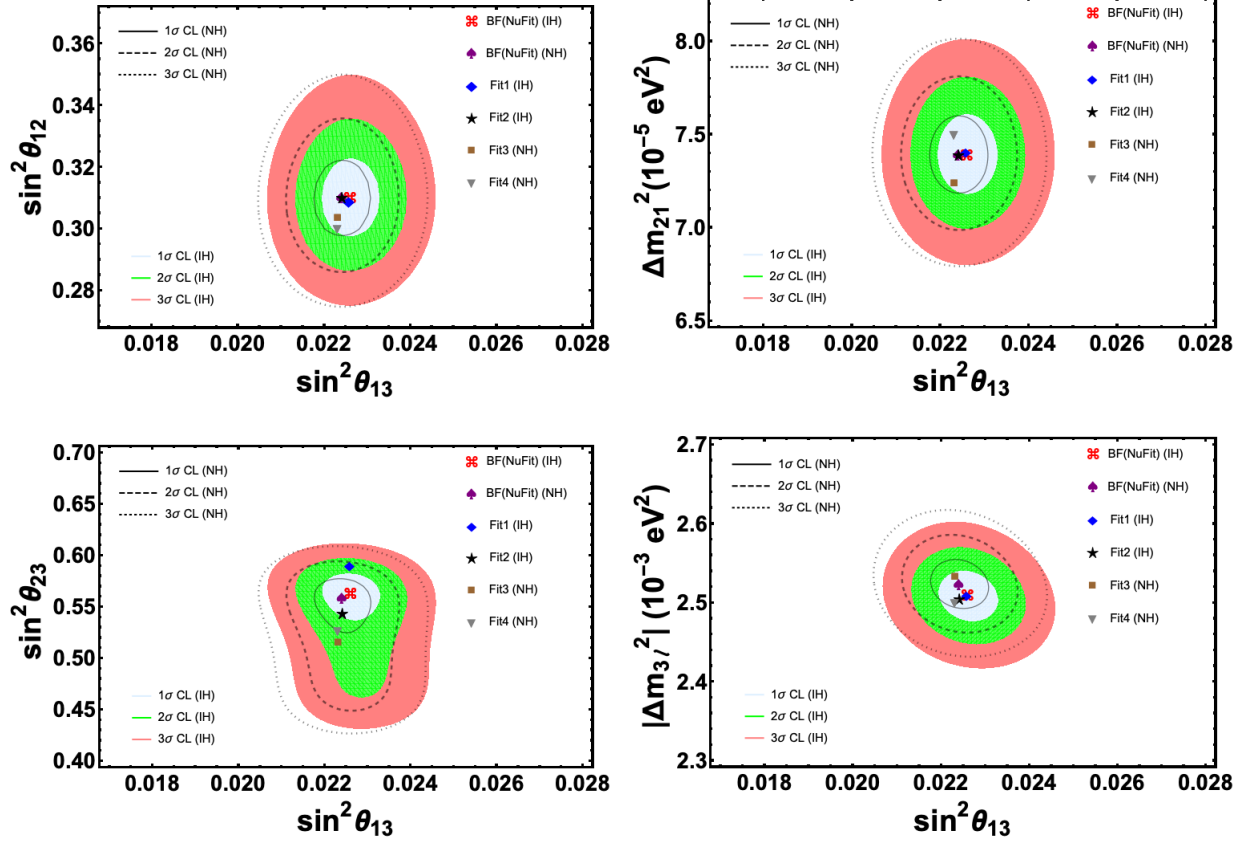 0.36
0.34
0.32
0.30
0.28
sin²θ₁₂
1σ CL (NH)
2σ CL (NH)
3σ CL (NH)
BF(NuFit) (IH)
BF(NuFit) (NH)
Fit1 (IH)
Fit2 (IH)
Fit3 (NH)
Fit4 (NH)
1σ CL (IH)
2σ CL (IH)
3σ CL (IH)
0.018 0.020 0.022 0.024 0.026 0.028
sin²θ₁₃
8.0
7.5
7.0
6.5
Δm₂₁²(10⁻⁵ eV²)
1σ CL (NH)
2σ CL (NH)
3σ CL (NH)
BF(NuFit) (IH)
BF(NuFit) (NH)
Fit1 (IH)
Fit2 (IH)
Fit3 (NH)
Fit4 (NH)
1σ CL (IH)
2σ CL (IH)
3σ CL (IH)
0.018 0.020 0.022 0.024 0.026 0.028
sin²θ₁₃
0.70
0.65
0.60
0.55
0.50
0.45
0.40
sin²θ₂₃
1σ CL (NH)
2σ CL (NH)
3σ CL (NH)
BF(NuFit) (IH)
BF(NuFit) (NH)
Fit1 (IH)
Fit2 (IH)
Fit3 (NH)
Fit4 (NH)
1σ CL (IH)
2σ CL (IH)
3σ CL (IH)
0.018 0.020 0.022 0.024 0.026 0.028
sin²θ₁₃
2.7
2.6
2.5
2.4
2.3
|Δm₃ₗ²| (10⁻³ eV²)
1σ CL (NH)
2σ CL (NH)
3σ CL (NH)
BF(NuFit) (IH)
BF(NuFit) (NH)
Fit1 (IH)
Fit2 (IH)
Fit3 (NH)
Fit4 (NH)
1σ CL (IH)
2σ CL (IH)
3σ CL (IH)
0.018 0.020 0.022 0.024 0.026 0.028
sin²θ₁₃